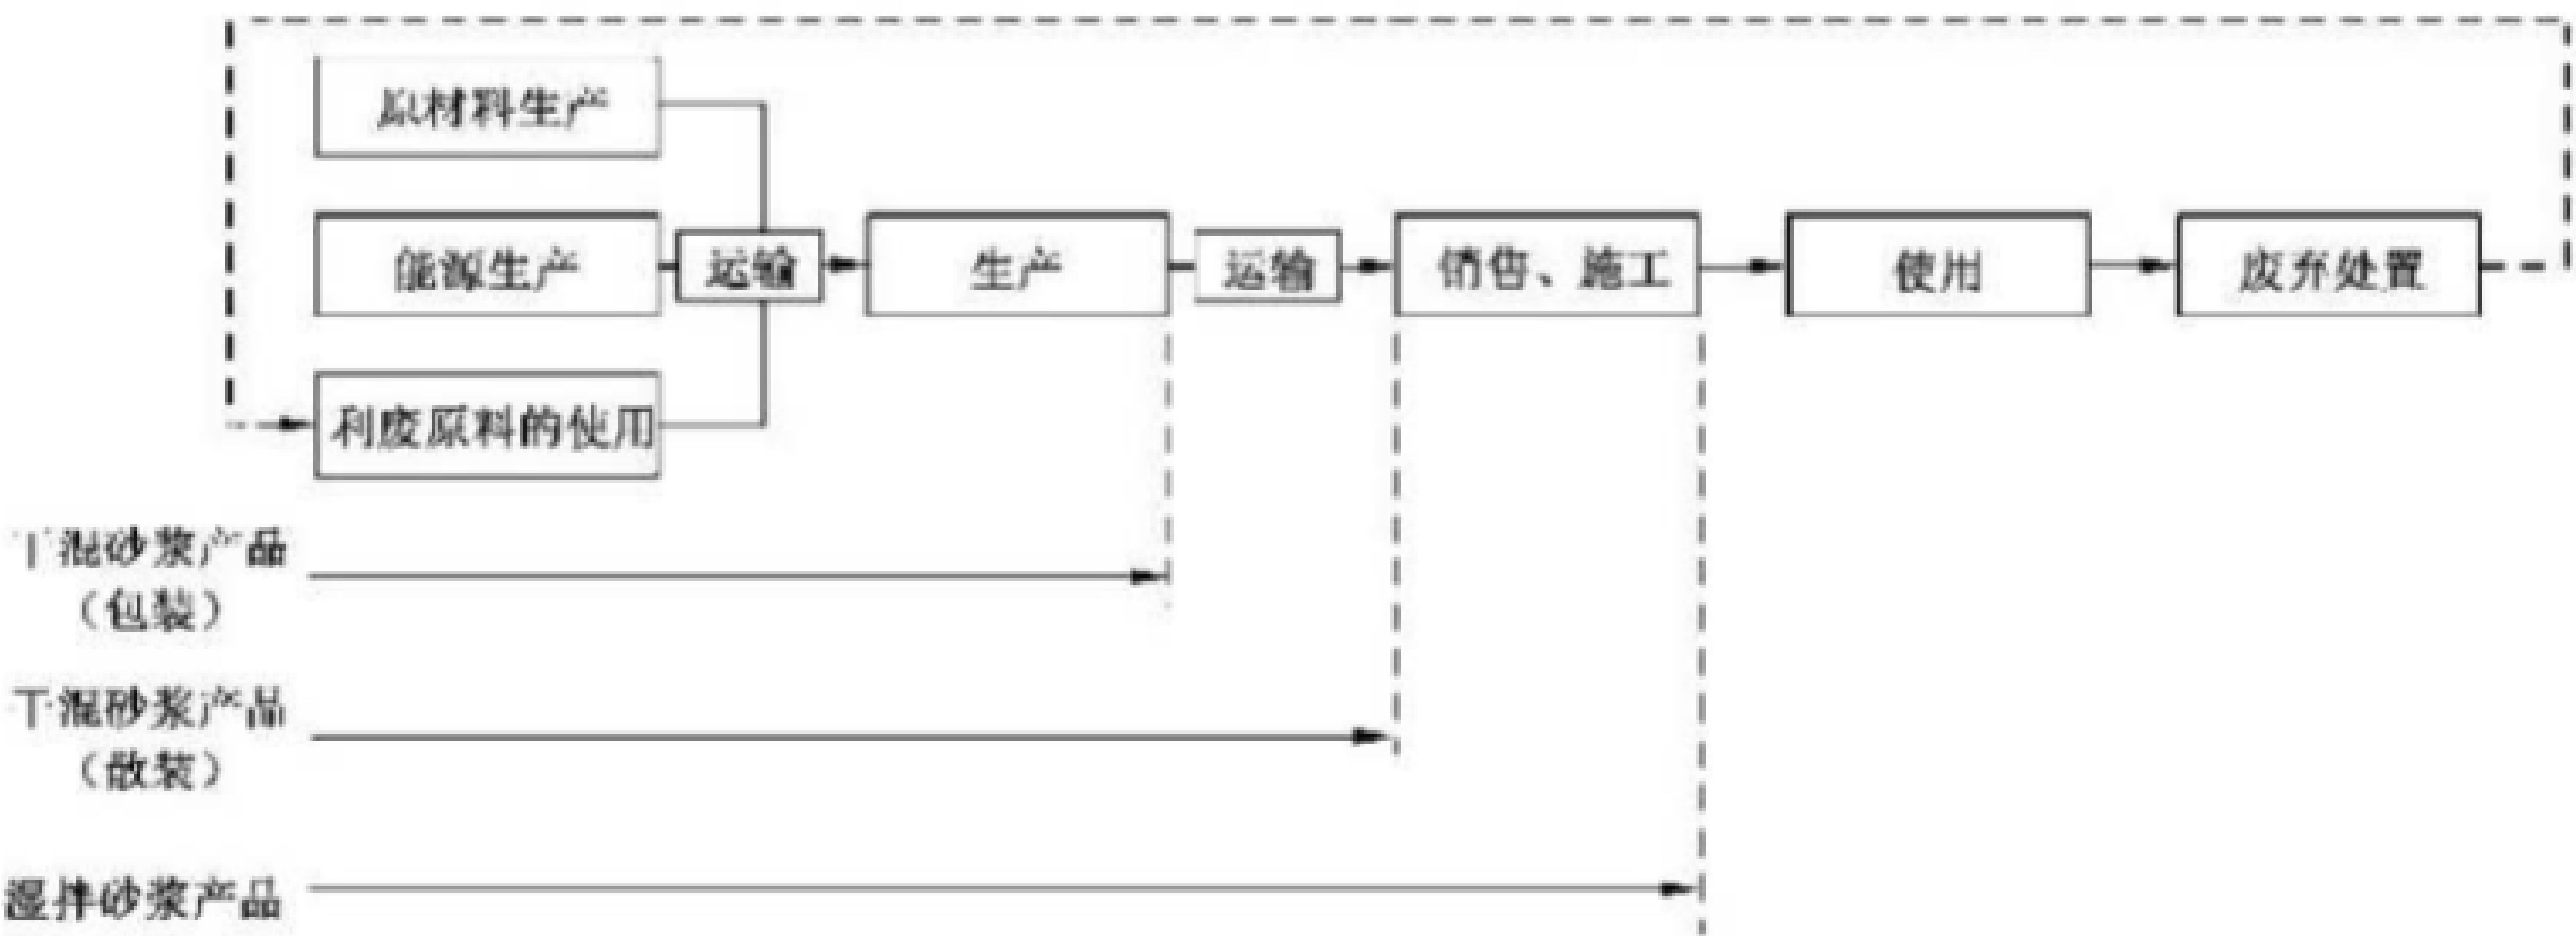 原材料生产
能源生产
运输
生产
运输
销售、施工
使用
废弃处置
利废原料的使用
干混砂浆产品
（包装）
干混砂浆产品
（散装）
湿拌砂浆产品